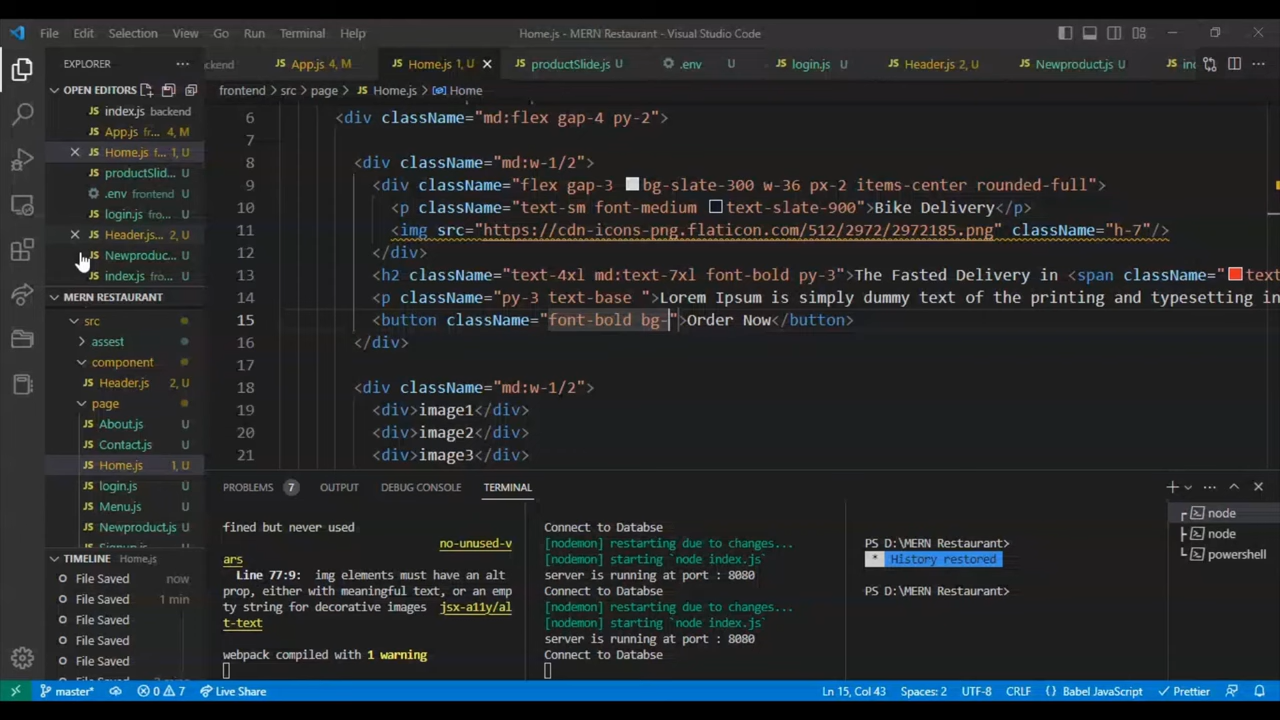 File Edit Selection View Go Run Terminal Help
Home.js - MERN Restaurant - Visual Studio Code
EXPLORER
OPEN EDITORS
index.js backend
App.js fr... 4, M
Home.js f... 1, U
productSlid... U
.env frontend U
login.js fro... U
Header.js... 2, U
Newproduc... U
index.js fro... U
MERN RESTAURANT
src
assest
component
Header.js 2, U
page
About.js U
Contact.js U
Home.js 1, U
login.js U
Menu.js U
Newproduct.js U
TIMELINE Home.js
File Saved now
File Saved 1 min
File Saved
File Saved
File Saved
ckend App.js 4, M Home.js 1, U productSlide.js U .env U login.js U Header.js 2, U Newproduct.js U
frontend > src > page > Home.js > Home
6 <div className="md:flex gap-4 py-2">
7
8 <div className="md:w-1/2">
9 <div className="flex gap-3 bg-slate-300 w-36 px-2 items-center rounded-full">
10 <p className="text-sm font-medium text-slate-900">Bike Delivery</p>
11 <img src="https://cdn-icons-png.flaticon.com/512/2972/2972185.png" className="h-7"/>
12 </div>
13 <h2 className="text-4xl md:text-7xl font-bold py-3">The Fasted Delivery in <span className="text
14 <p className="py-3 text-base ">Lorem Ipsum is simply dummy text of the printing and typesetting in
15 <button className="font-bold bg-">Order Now</button>
16 </div>
17
18 <div className="md:w-1/2">
19 <div>image1</div>
20 <div>image2</div>
21 <div>image3</div>
PROBLEMS 7 OUTPUT DEBUG CONSOLE TERMINAL
fined but never used
no-unused-v
ars
Line 77:9: img elements must have an alt
prop, either with meaningful text, or an emp
ty string for decorative images jsx-a11y/al
t-text
webpack compiled with 1 warning
Connect to Databse
[nodemon] restarting due to changes...
[nodemon] starting `node index.js`
server is running at port : 8080
Connect to Databse
[nodemon] restarting due to changes...
[nodemon] starting `node index.js`
server is running at port : 8080
Connect to Databse
PS D:\MERN Restaurant>
* History restored
PS D:\MERN Restaurant>
node
node
powershell
master* 0 7 Live Share
Ln 15, Col 43 Spaces: 2 UTF-8 CRLF {} Babel JavaScript Prettier